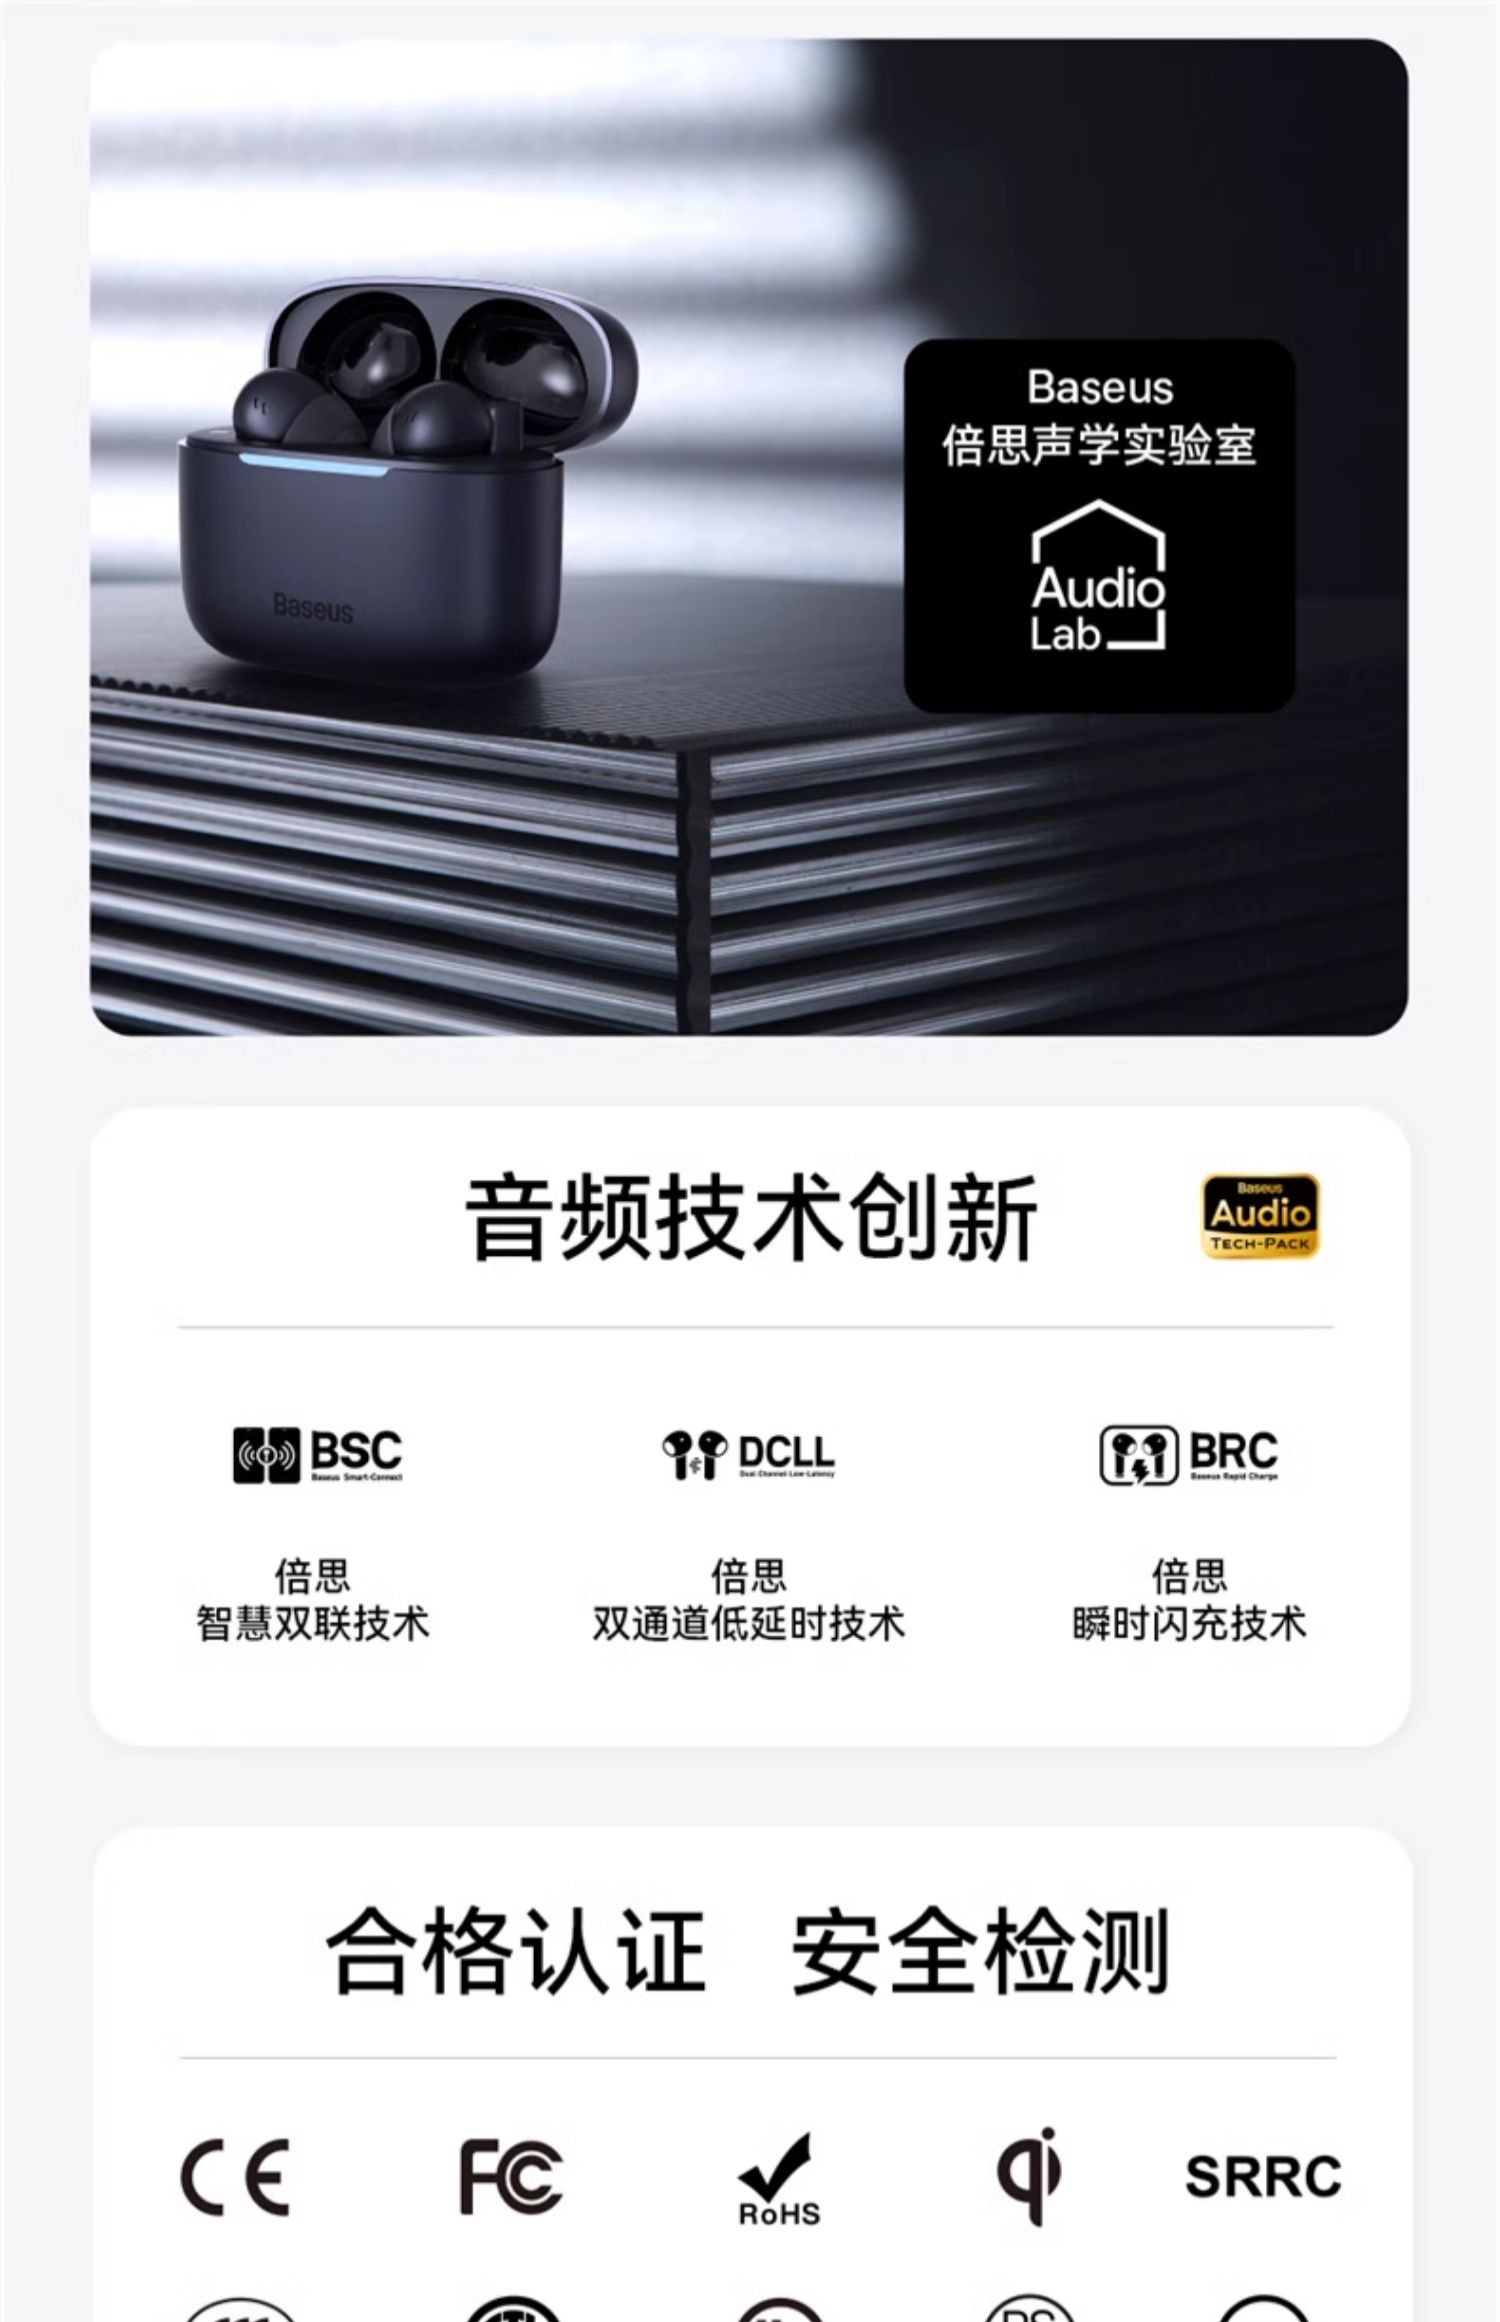 Baseus
倍思声学实验室
Audio
Lab
Baseus
音频技术创新
Baseus
Audio
TECH-PACK
BSC
Baseus Smart-Connect
DCLL
Dual Channel Low-Latency
BRC
Baseus Rapid Charge
倍思
智慧双联技术
倍思
双通道低延时技术
倍思
瞬时闪充技术
合格认证 安全检测
CE
FC
RoHS
qi
SRRC